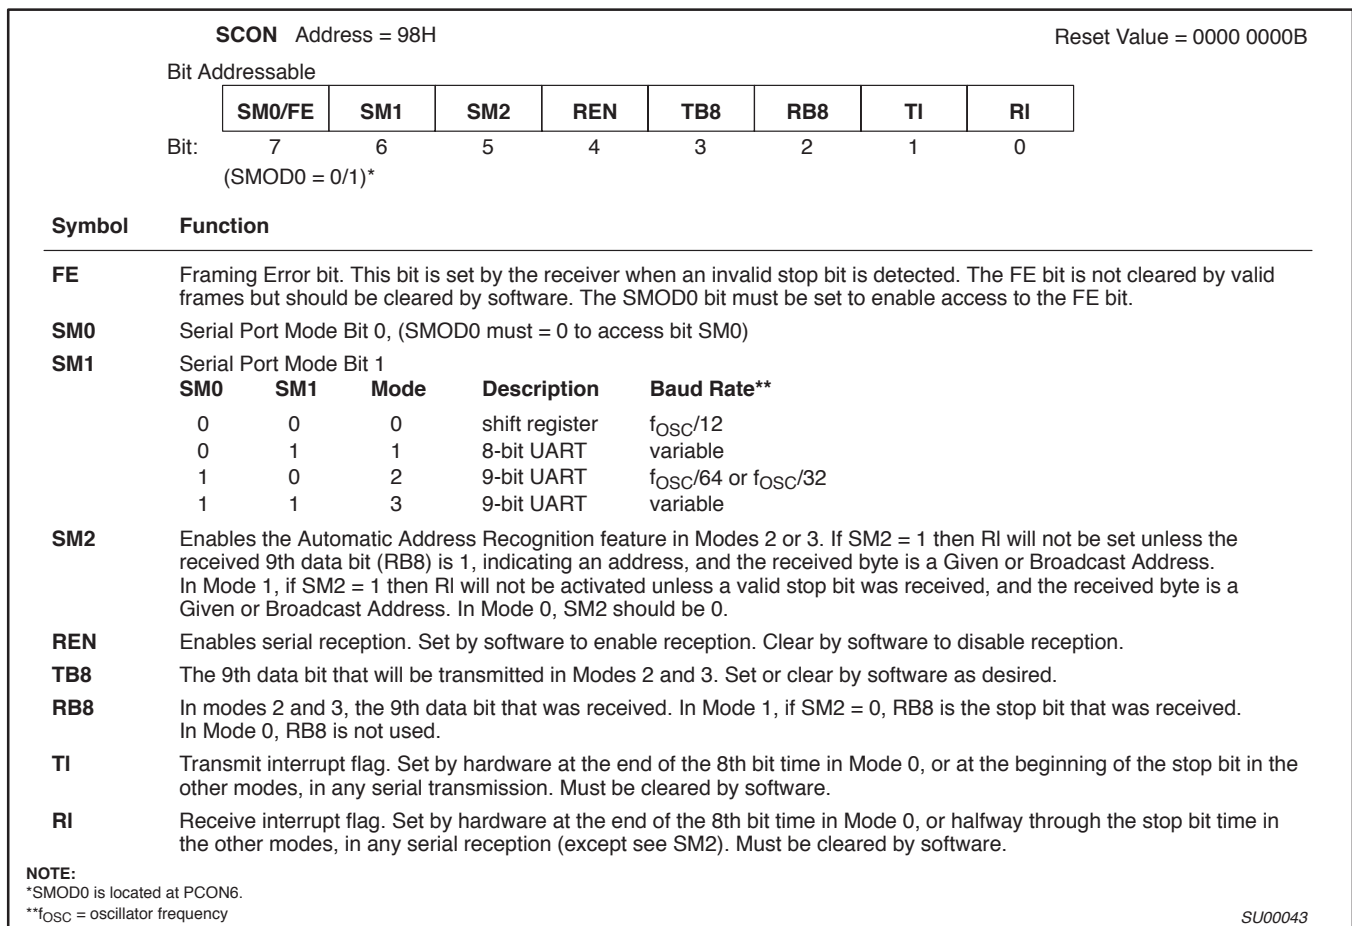 SCON Address = 98H Reset Value = 0000 0000B
Bit Addressable
SM0/FE SM1 SM2 REN TB8 RB8 TI RI
Bit: 7 6 5 4 3 2 1 0
(SMOD0 = 0/1)*
Symbol Function
FE Framing Error bit. This bit is set by the receiver when an invalid stop bit is detected. The FE bit is not cleared by valid
frames but should be cleared by software. The SMOD0 bit must be set to enable access to the FE bit.
SM0 Serial Port Mode Bit 0, (SMOD0 must = 0 to access bit SM0)
SM1 Serial Port Mode Bit 1
SM0 SM1 Mode Description Baud Rate**
0 0 0 shift register fOSC/12
0 1 1 8-bit UART variable
1 0 2 9-bit UART fOSC/64 or fOSC/32
1 1 3 9-bit UART variable
SM2 Enables the Automatic Address Recognition feature in Modes 2 or 3. If SM2 = 1 then Rl will not be set unless the
received 9th data bit (RB8) is 1, indicating an address, and the received byte is a Given or Broadcast Address.
In Mode 1, if SM2 = 1 then Rl will not be activated unless a valid stop bit was received, and the received byte is a
Given or Broadcast Address. In Mode 0, SM2 should be 0.
REN Enables serial reception. Set by software to enable reception. Clear by software to disable reception.
TB8 The 9th data bit that will be transmitted in Modes 2 and 3. Set or clear by software as desired.
RB8 In modes 2 and 3, the 9th data bit that was received. In Mode 1, if SM2 = 0, RB8 is the stop bit that was received.
In Mode 0, RB8 is not used.
TI Transmit interrupt flag. Set by hardware at the end of the 8th bit time in Mode 0, or at the beginning of the stop bit in the
other modes, in any serial transmission. Must be cleared by software.
RI Receive interrupt flag. Set by hardware at the end of the 8th bit time in Mode 0, or halfway through the stop bit time in
the other modes, in any serial reception (except see SM2). Must be cleared by software.
NOTE:
*SMOD0 is located at PCON6.
**fOSC = oscillator frequency SU00043